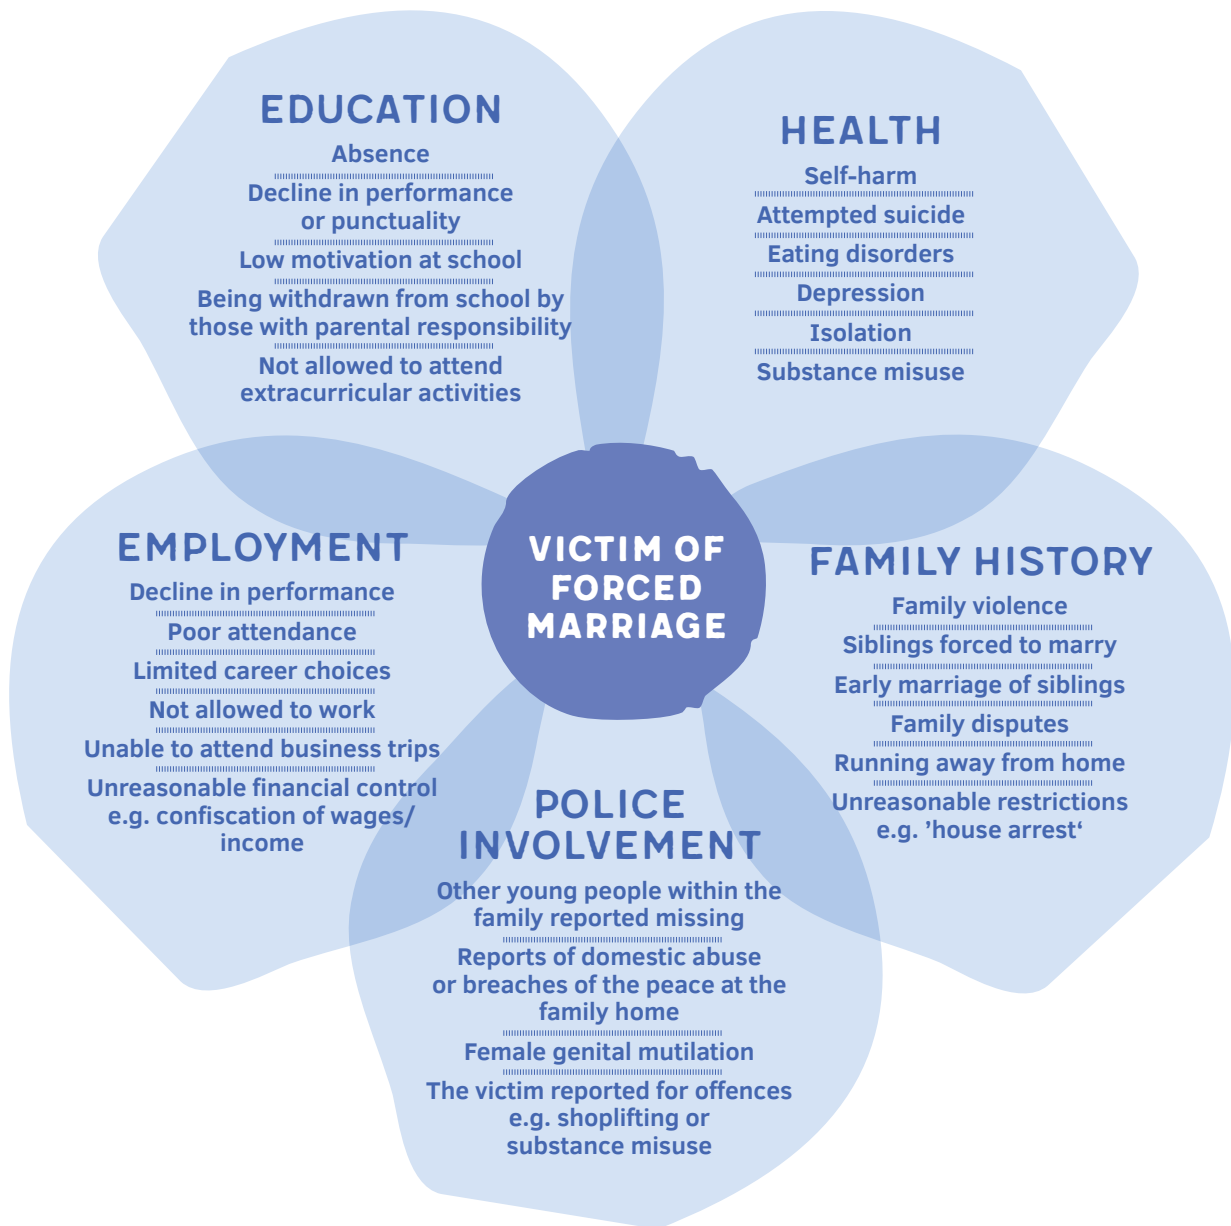 EDUCATION
Absence
Decline in performance
or punctuality
Low motivation at school
Being withdrawn from school by
those with parental responsibility
Not allowed to attend
extracurricular activities
HEALTH
Self-harm
Attempted suicide
Eating disorders
Depression
Isolation
Substance misuse
VICTIM OF
FORCED
MARRIAGE
EMPLOYMENT
Decline in performance
Poor attendance
Limited career choices
Not allowed to work
Unable to attend business trips
Unreasonable financial control
e.g. confiscation of wages/
income
FAMILY HISTORY
Family violence
Siblings forced to marry
Early marriage of siblings
Family disputes
Running away from home
Unreasonable restrictions
e.g. ’house arrest‘
POLICE
INVOLVEMENT
Other young people within the
family reported missing
Reports of domestic abuse
or breaches of the peace at the
family home
Female genital mutilation
The victim reported for offences
e.g. shoplifting or
substance misuse